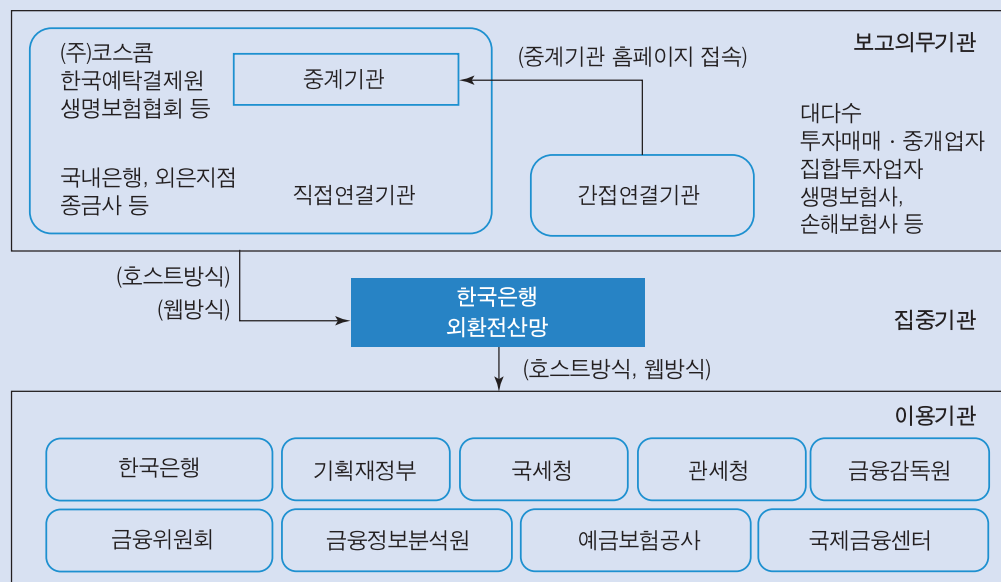 보고의무기관
(주)코스콤
한국예탁결제원
생명보험협회 등
중계기관
(중계기관 홈페이지 접속)
국내은행, 외은지점
종금사 등
직접연결기관
간접연결기관
대다수
투자매매 · 중개업자
집합투자업자
생명보험사,
손해보험사 등
(호스트방식)
(웹방식)
한국은행
외환전산망
집중기관
(호스트방식, 웹방식)
이용기관
한국은행
기획재정부
국세청
관세청
금융감독원
금융위원회
금융정보분석원
예금보험공사
국제금융센터